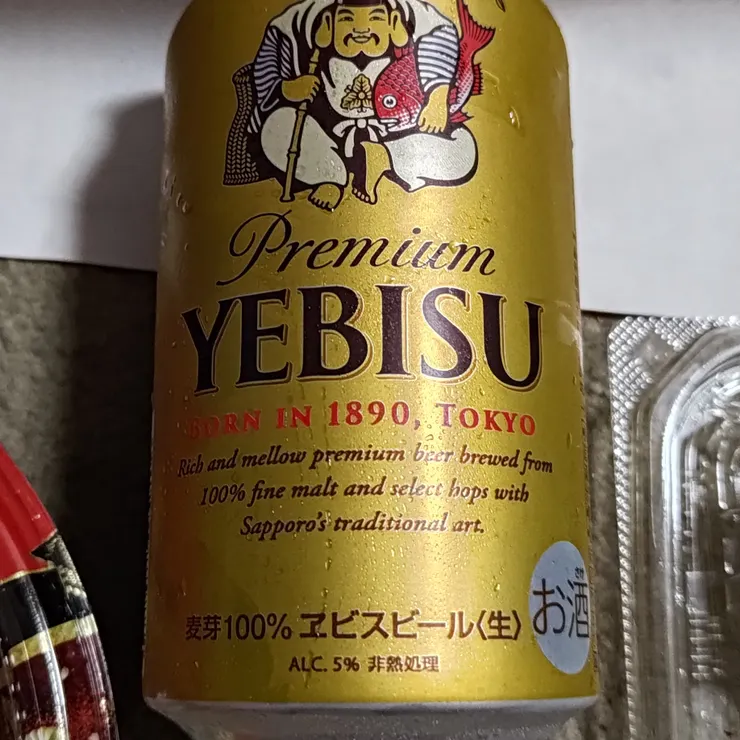 Premium
YEBISU
BORN IN 1890, TOKYO
Rich and mellow premium beer brewed from
100% fine malt and select hops with
Sapporo's traditional art.
さけ
お酒
麦芽100% ヱビスビール〈生〉
ALC. 5% 非熱処理